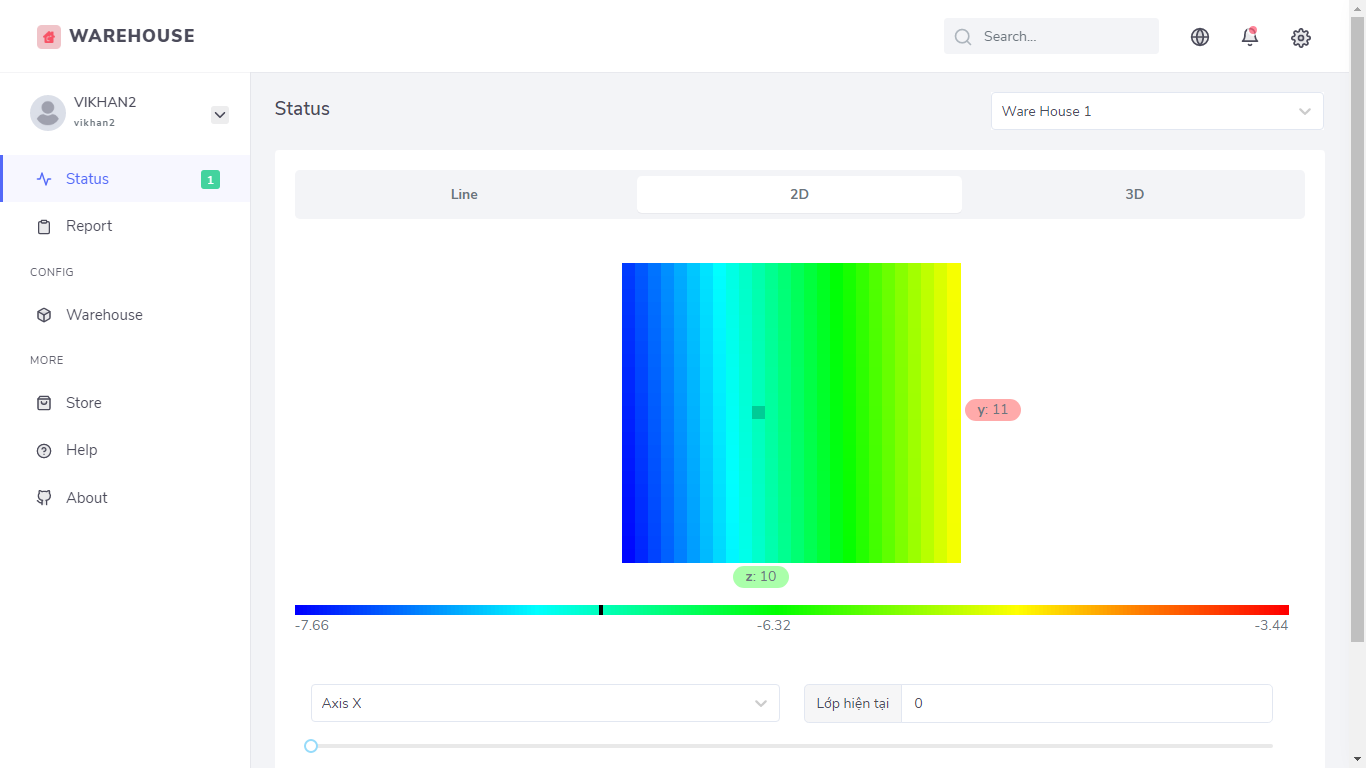 WAREHOUSE
Search...
VIKHAN2
vikhan2
Status
1
Report
CONFIG
Warehouse
MORE
Store
Help
About
Status
Ware House 1
Line
2D
3D
y: 11
z: 10
-7.66
-6.32
-3.44
Axis X
Lớp hiện tại
0